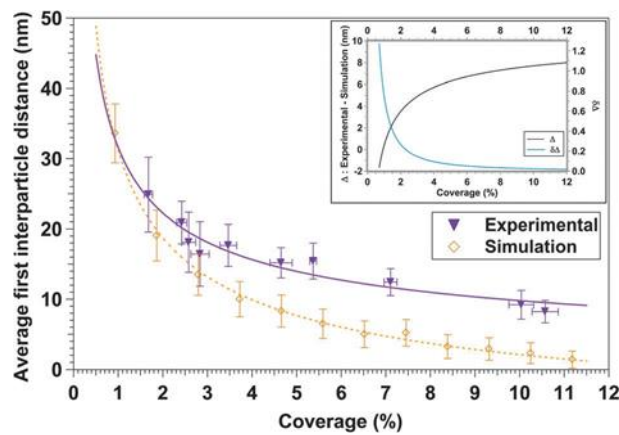 Average first interparticle distance (nm)
50
40
30
20
10
0
0 1 2 3 4 5 6 7 8 9 10 11 12
Coverage (%)
Experimental
Simulation
0 2 4 6 8 10 12
Δ : Experimental - Simulation (nm)
10
8
6
4
2
0
-2
1.2
1.0
0.8
0.6
0.4
0.2
0.0
δΔ
Δ
δΔ
0 2 4 6 8 10 12
Coverage (%)